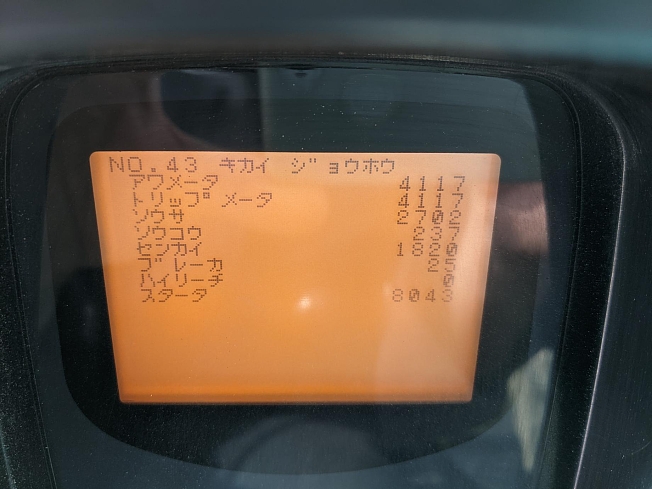 NO.43 キカイ ジョウホウ
アワメータ 4117
トリップメータ 4117
ソウサ 2702
ソウコウ 237
センカイ 1820
ブレーカ 25
ハイリーチ 0
スタータ 8043